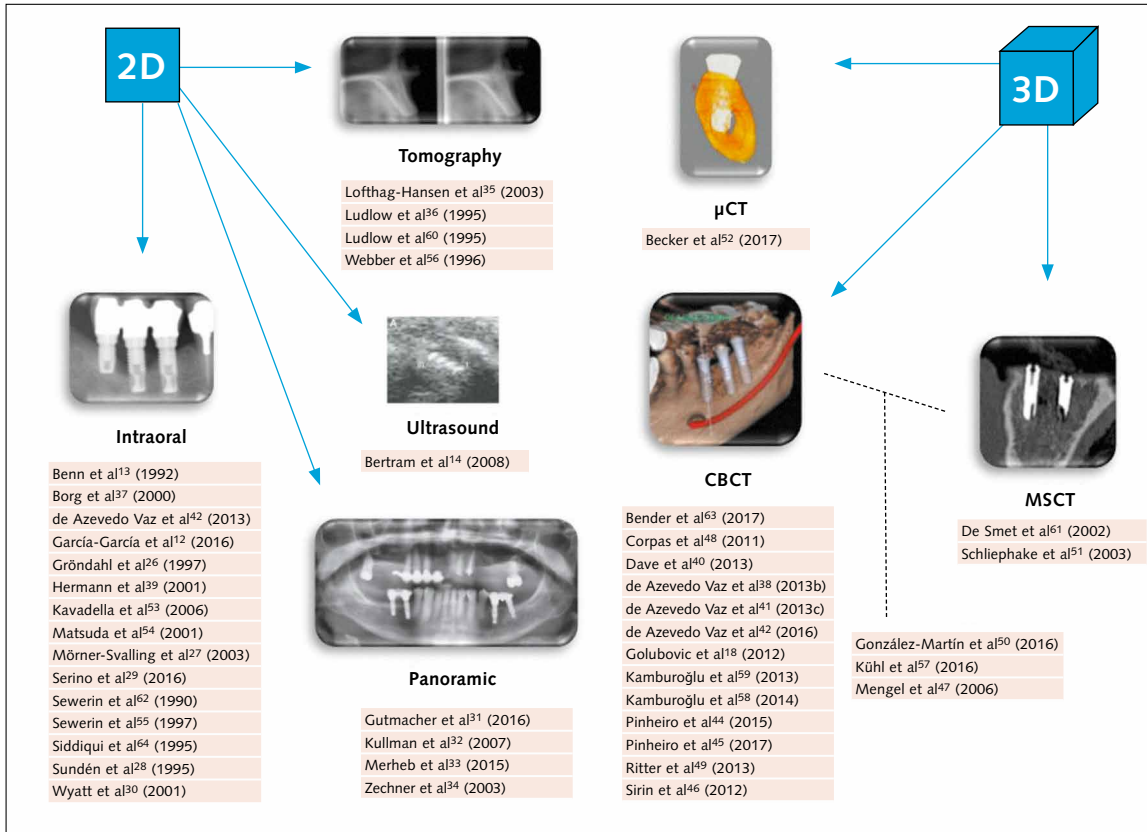 2D
3D
Tomography
Lofthag-Hansen et al35 (2003)
Ludlow et al36 (1995)
Ludlow et al60 (1995)
Webber et al56 (1996)
µCT
Becker et al52 (2017)
Intraoral
Benn et al13 (1992)
Borg et al37 (2000)
de Azevedo Vaz et al42 (2013)
García-García et al12 (2016)
Gröndahl et al26 (1997)
Hermann et al39 (2001)
Kavadella et al53 (2006)
Matsuda et al54 (2001)
Mörner-Svalling et al27 (2003)
Serino et al29 (2016)
Sewerin et al62 (1990)
Sewerin et al55 (1997)
Siddiqui et al64 (1995)
Sundén et al28 (1995)
Wyatt et al30 (2001)
A
Ultrasound
Bertram et al14 (2008)
Panoramic
Gutmacher et al31 (2016)
Kullman et al32 (2007)
Merheb et al33 (2015)
Zechner et al34 (2003)
CBCT
Bender et al63 (2017)
Corpas et al48 (2011)
Dave et al40 (2013)
de Azevedo Vaz et al38 (2013b)
de Azevedo Vaz et al41 (2013c)
de Azevedo Vaz et al42 (2016)
Golubovic et al18 (2012)
Kamburoğlu et al59 (2013)
Kamburoğlu et al58 (2014)
Pinheiro et al44 (2015)
Pinheiro et al45 (2017)
Ritter et al49 (2013)
Sirin et al46 (2012)
MSCT
De Smet et al61 (2002)
Schliephake et al51 (2003)
González-Martín et al50 (2016)
Kühl et al57 (2016)
Mengel et al47 (2006)